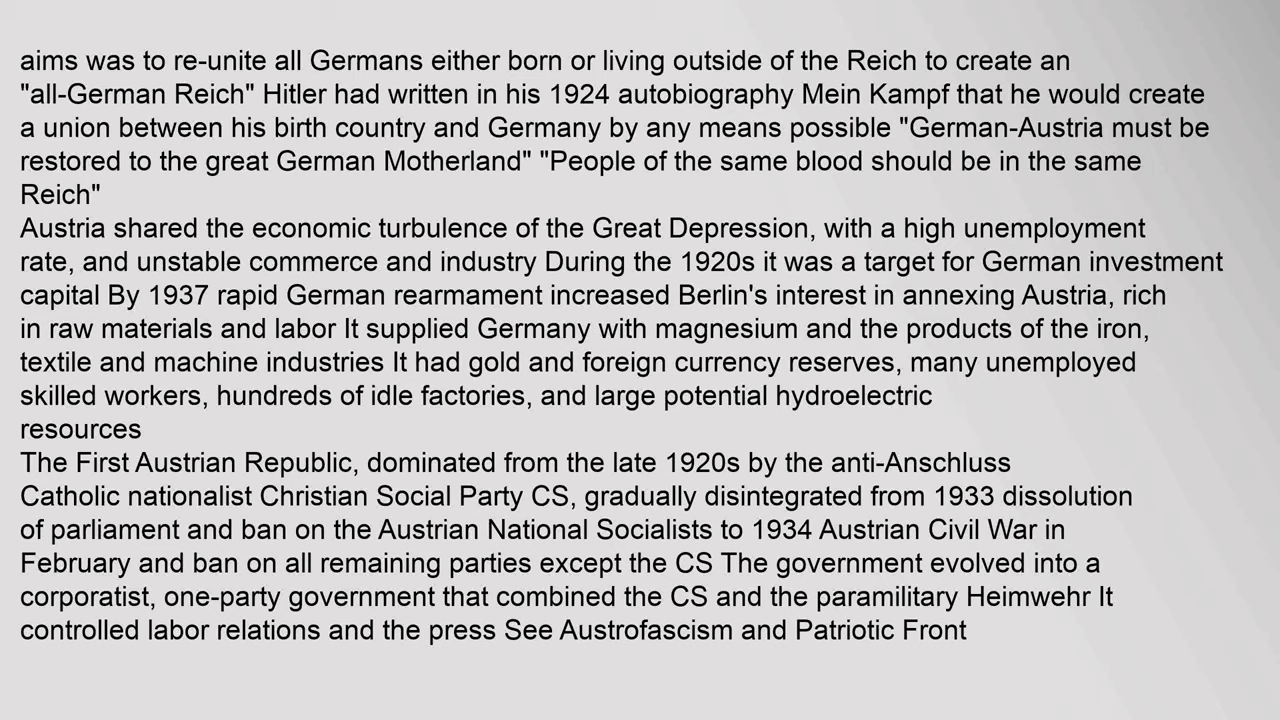 aims was to re-unite all Germans either born or living outside of the Reich to create an
"all-German Reich" Hitler had written in his 1924 autobiography Mein Kampf that he would create
a union between his birth country and Germany by any means possible "German-Austria must be
restored to the great German Motherland" "People of the same blood should be in the same
Reich"
Austria shared the economic turbulence of the Great Depression, with a high unemployment
rate, and unstable commerce and industry During the 1920s it was a target for German investment
capital By 1937 rapid German rearmament increased Berlin's interest in annexing Austria, rich
in raw materials and labor It supplied Germany with magnesium and the products of the iron,
textile and machine industries It had gold and foreign currency reserves, many unemployed
skilled workers, hundreds of idle factories, and large potential hydroelectric
resources
The First Austrian Republic, dominated from the late 1920s by the anti-Anschluss
Catholic nationalist Christian Social Party CS, gradually disintegrated from 1933 dissolution
of parliament and ban on the Austrian National Socialists to 1934 Austrian Civil War in
February and ban on all remaining parties except the CS The government evolved into a
corporatist, one-party government that combined the CS and the paramilitary Heimwehr It
controlled labor relations and the press See Austrofascism and Patriotic Front